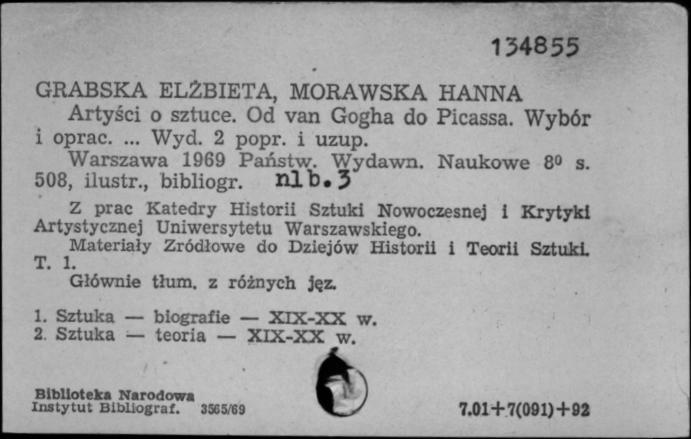 134855
GRABSKA ELŻBIETA, MORAWSKA HANNA
Artyści o sztuce. Od van Gogha do Picassa. Wybór
i oprac. ... Wyd. 2 popr. i uzup.
Warszawa 1969 Państw. Wydawn. Naukowe 8⁰ s.
508, ilustr., bibliogr. nlb.3
Z prac Katedry Historii Sztuki Nowoczesnej i Krytyki
Artystycznej Uniwersytetu Warszawskiego.
Materiały Zródłowe do Dziejów Historii i Teorii Sztuki.
T. 1.
Głównie tłum. z różnych jęz.
1. Sztuka — biografie — XIX-XX w.
2. Sztuka — teoria — XIX-XX w.
Biblioteka Narodowa
Instytut Bibliograf. 3565/69
7.01+7(091)+92